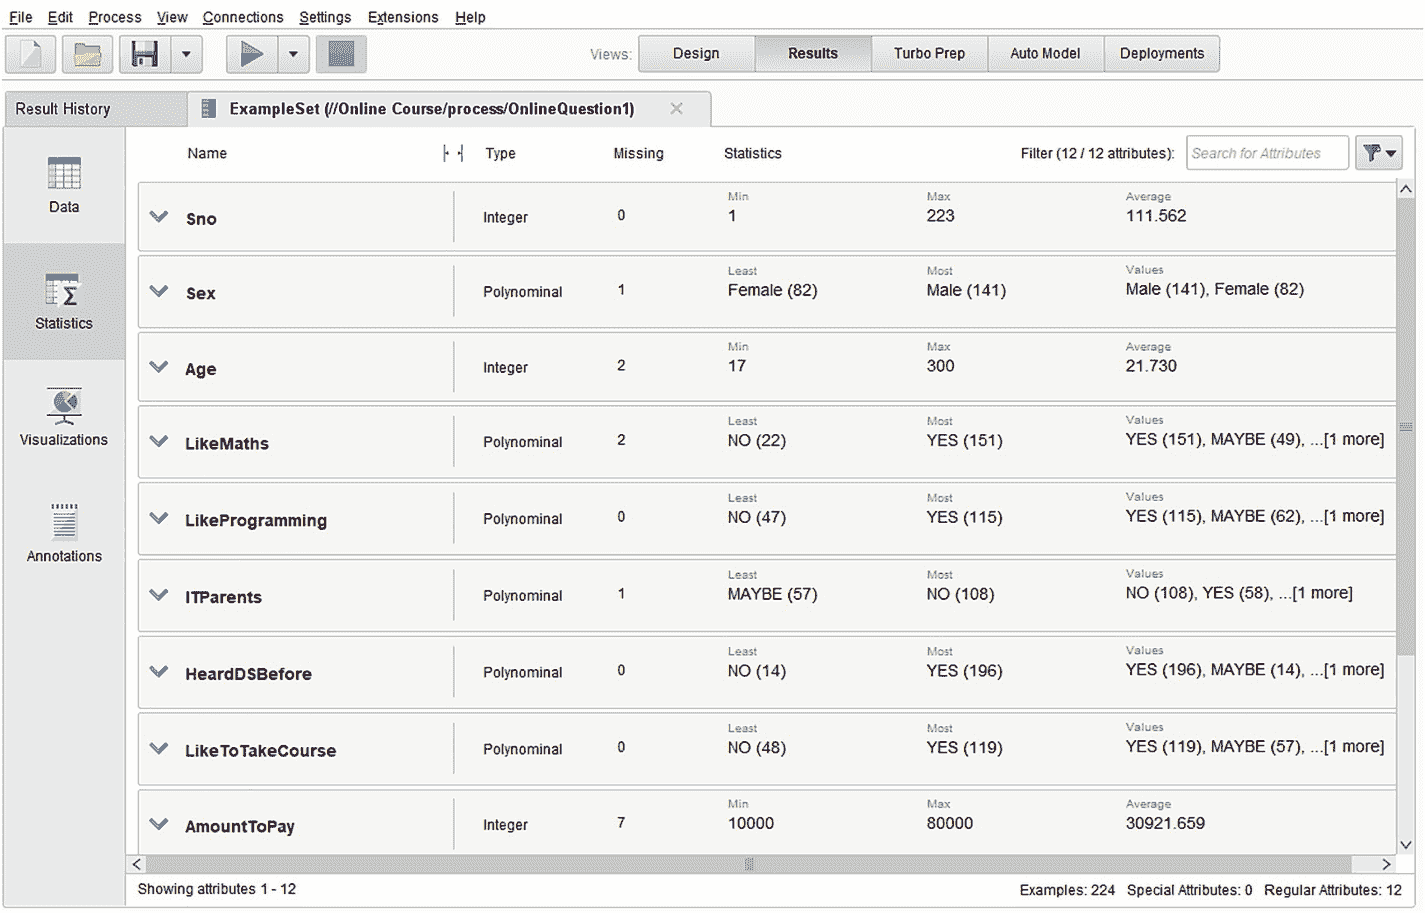 File Edit Process View Connections Settings Extensions Help
Views: Design Results Turbo Prep Auto Model Deployments
Result History ExampleSet (//Online Course/process/OnlineQuestion1)
Name Type Missing Statistics Filter (12 / 12 attributes): Search for Attributes
Data
Statistics
Visualizations
Annotations
Min Max Average
Sno Integer 0 1 223 111.562
Least Most Values
Sex Polynominal 1 Female (82) Male (141) Male (141), Female (82)
Min Max Average
Age Integer 2 17 300 21.730
Least Most Values
LikeMaths Polynominal 2 NO (22) YES (151) YES (151), MAYBE (49), ...[1 more]
Least Most Values
LikeProgramming Polynominal 0 NO (47) YES (115) YES (115), MAYBE (62), ...[1 more]
Least Most Values
ITParents Polynominal 1 MAYBE (57) NO (108) NO (108), YES (58), ...[1 more]
Least Most Values
HeardDSBefore Polynominal 0 NO (14) YES (196) YES (196), MAYBE (14), ...[1 more]
Least Most Values
LikeToTakeCourse Polynominal 0 NO (48) YES (119) YES (119), MAYBE (57), ...[1 more]
Min Max Average
AmountToPay Integer 7 10000 80000 30921.659
Showing attributes 1 - 12 Examples: 224 Special Attributes: 0 Regular Attributes: 12